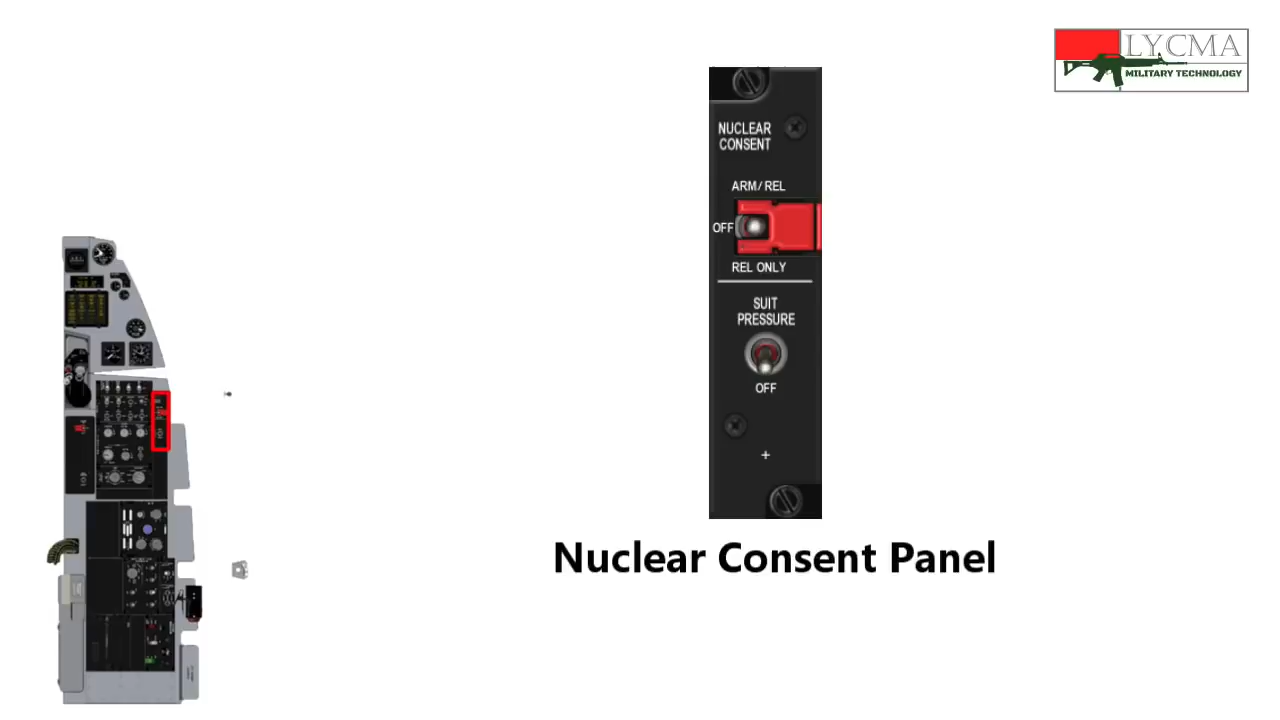 LYCMA
MILITARY TECHNOLOGY
NUCLEAR
CONSENT
ARM/REL
OFF
REL ONLY
SUIT
PRESSURE
OFF
+
Nuclear Consent Panel